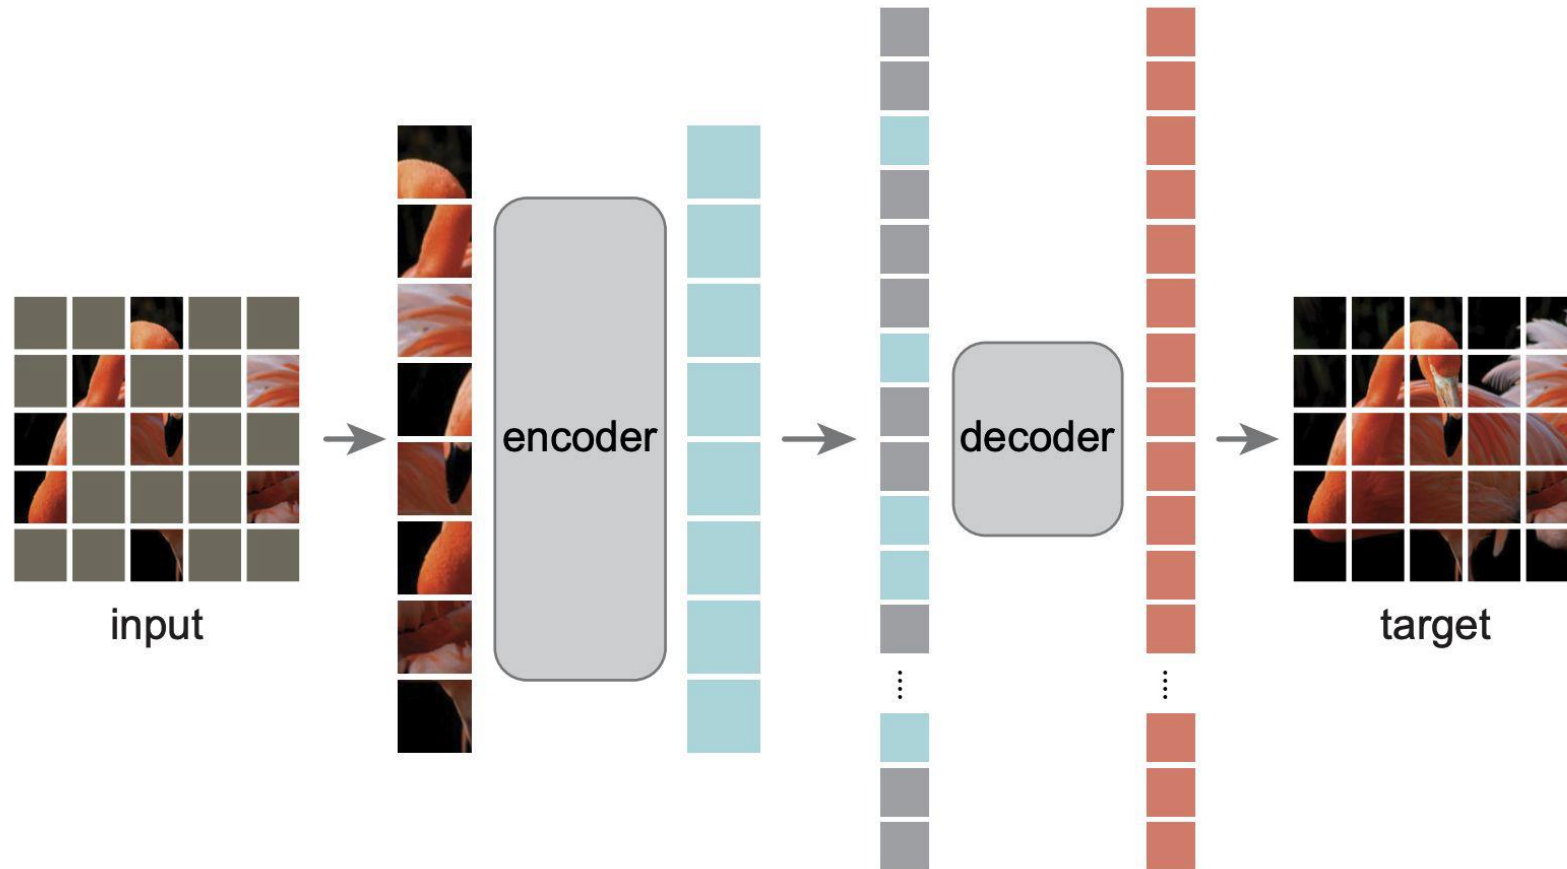 input
encoder
decoder
target